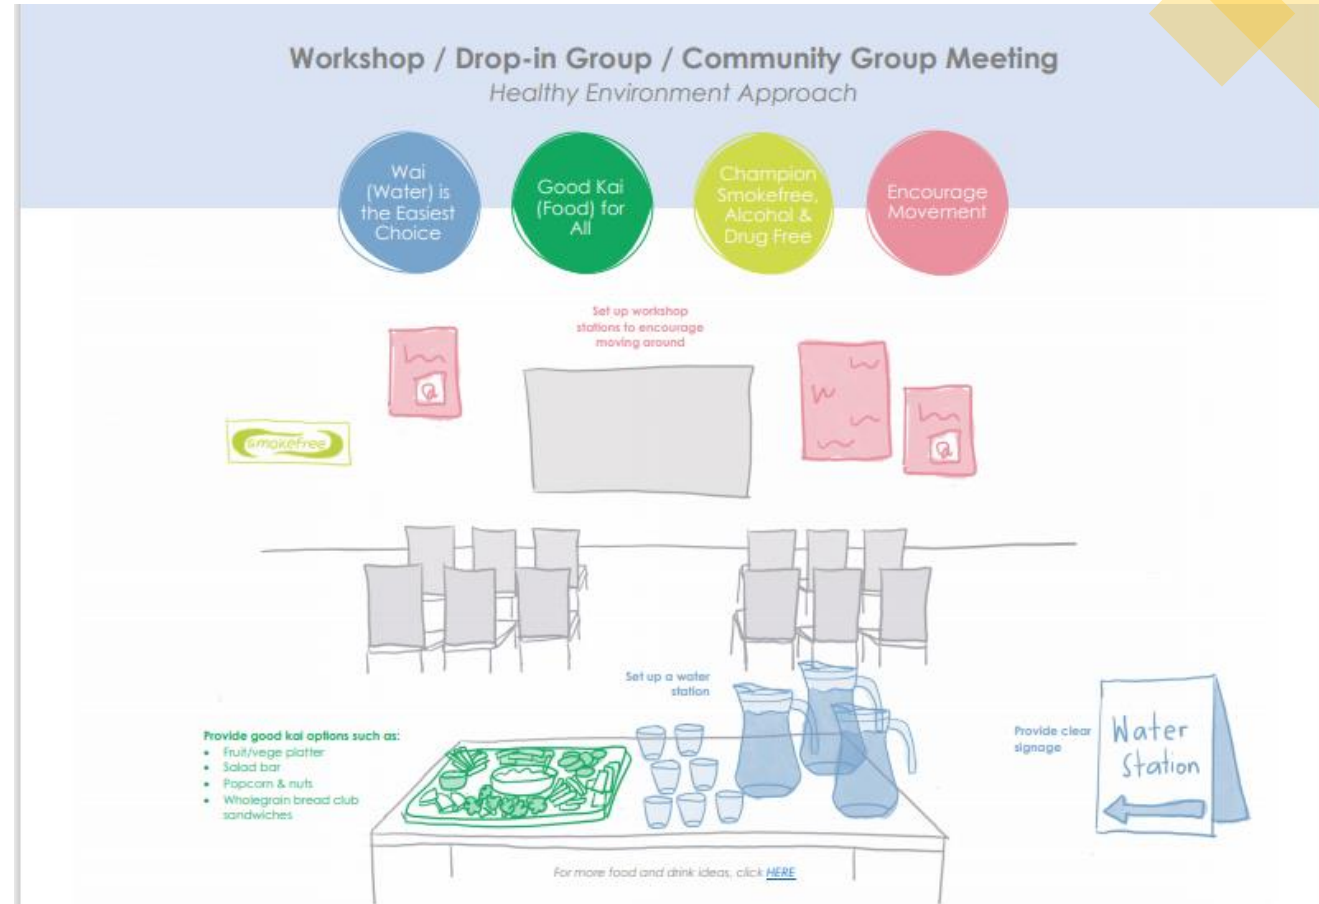 Workshop / Drop-in Group / Community Group Meeting
Healthy Environment Approach
Wai
(Water) is
the Easiest
Choice
Good Kai
(Food) for
All
Champion
Smokefree,
Alcohol &
Drug Free
Encourage
Movement
Set up workshop
stations to encourage
moving around
smokefree
Set up a water
station
Provide good kai options such as:
• Fruit/vege platter
• Salad bar
• Popcorn & nuts
• Wholegrain bread club
sandwiches
Provide clear
signage
Water
Station
For more food and drink ideas, click HERE